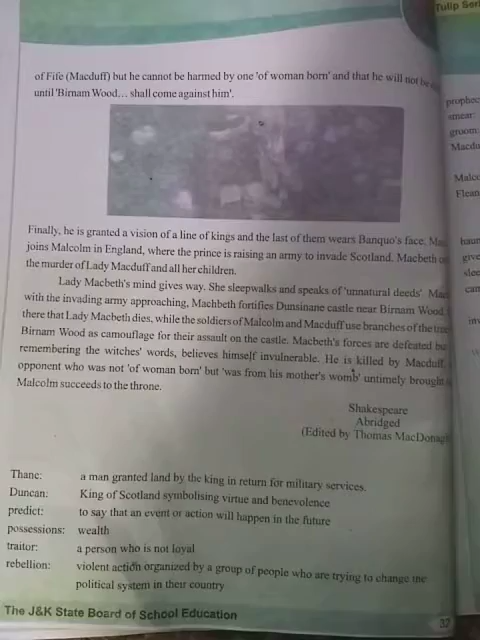 Tulip Seri
of Fife (Macduff) but he cannot be harmed by one 'of woman born' and that he will not be
until 'Birnam Wood... shall come against him'.
Finally, he is granted a vision of a line of kings and the last of them wears Banquo's face.
joins Malcolm in England, where the prince is raising an army to invade Scotland. Macbeth
the murder of Lady Macduff and all her children.
Lady Macbeth's mind gives way. She sleepwalks and speaks of 'unnatural deeds'
with the invading army approaching, Machbeth fortifies Dunsinane castle near Birnam Wood.
there that Lady Macbeth dies, while the soldiers of Malcolm and Macduff use branches of the
Birnam Wood as camouflage for their assault on the castle. Macbeth's forces are defeated
remembering the witches' words, believes himself invulnerable. He is killed by Macduff,
opponent who was not 'of woman born' but 'was from his mother's womb' untimely brought
Malcolm succeeds to the throne.
Shakespeare
Abridged
(Edited by Thomas MacDonag
Thane: a man granted land by the king in return for military services.
Duncan: King of Scotland symbolising virtue and benevolence
predict: to say that an event or action will happen in the future
possessions: wealth
traitor: a person who is not loyal
rebellion: violent action organized by a group of people who are trying to change the
political system in their country
The J&K State Board of School Education
37
prophec
smear:
groom:
Macdu
Malco
Flean
haun
give
slee
can